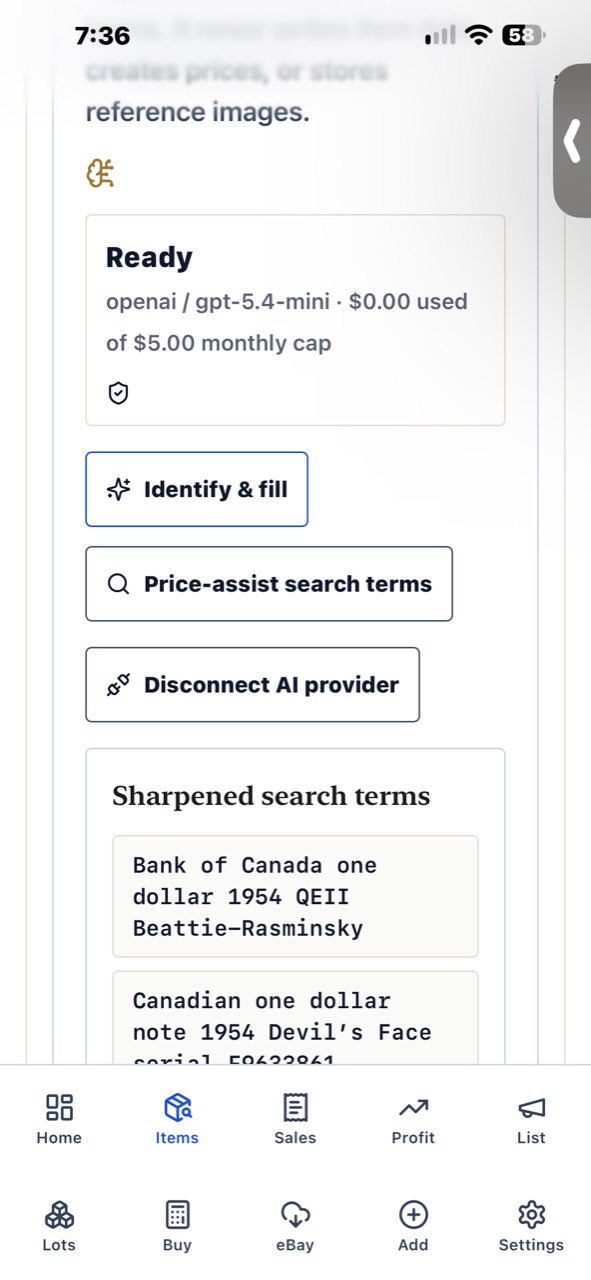 7:36
58
creates prices, or stores
reference images.
Ready
openai / gpt-5.4-mini · $0.00 used
of $5.00 monthly cap
Identify & fill
Price-assist search terms
Disconnect AI provider
Sharpened search terms
Bank of Canada one
dollar 1954 QEII
Beattie–Rasminsky
Canadian one dollar
note 1954 Devil’s Face
Home
Items
Sales
Profit
List
Lots
Buy
eBay
Add
Settings